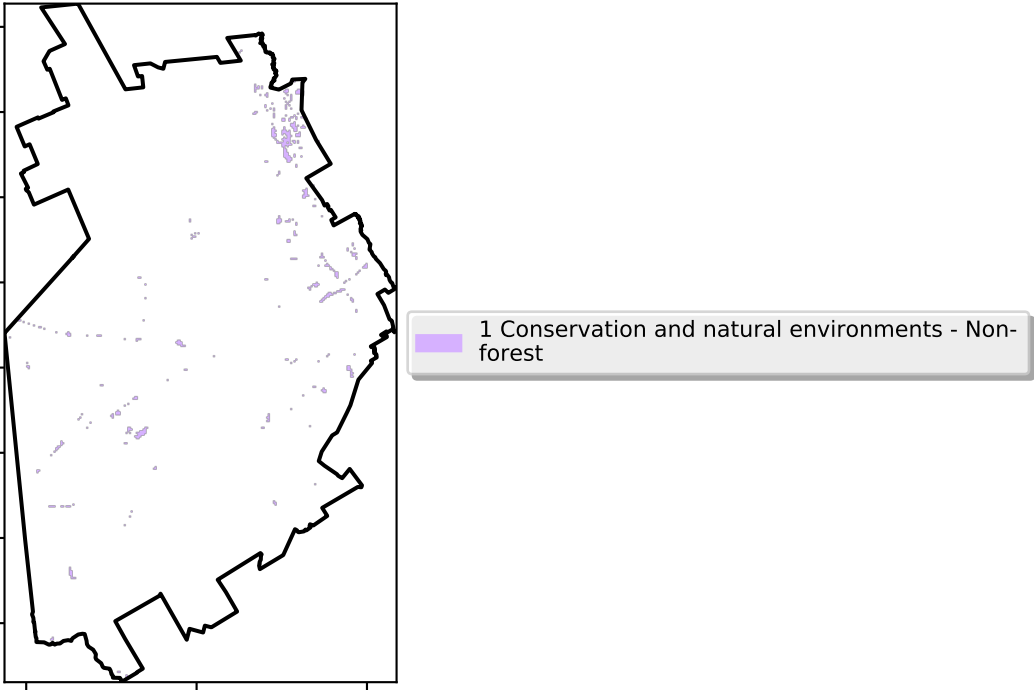 1 Conservation and natural environments - Non-
forest